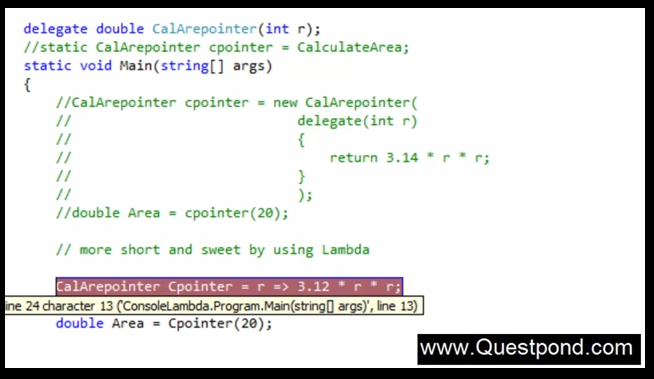 delegate double CalArepointer(int r);
//static CalArepointer cpointer = CalculateArea;
static void Main(string[] args)
{
//CalArepointer cpointer = new CalArepointer(
// delegate(int r)
// {
// return 3.14 * r * r;
// }
// );
//double Area = cpointer(20);
// more short and sweet by using Lambda
CalArepointer Cpointer = r => 3.12 * r * r;
ine 24 character 13 ('ConsoleLambda.Program.Main(string[] args)', line 13)
double Area = Cpointer(20);
www.Questpond.com